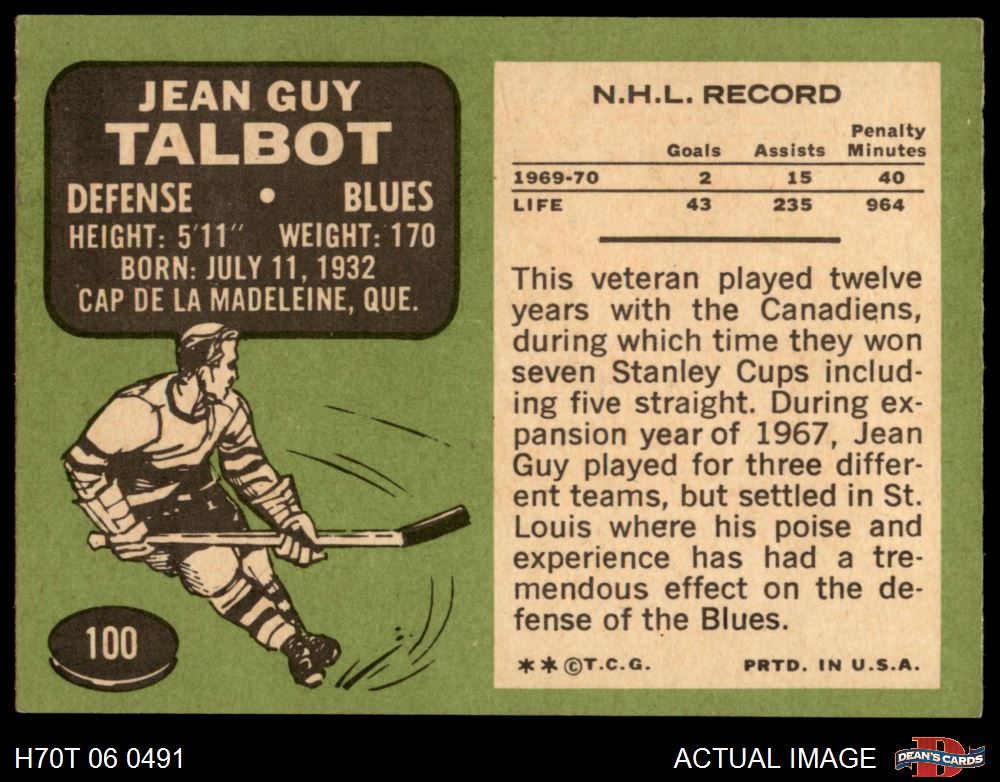 JEAN GUY
TALBOT
DEFENSE • BLUES
HEIGHT: 5'11" WEIGHT: 170
BORN: JULY 11, 1932
CAP DE LA MADELEINE, QUE.
100
N.H.L. RECORD
Goals Assists Penalty Minutes
1969-70 2 15 40
LIFE 43 235 964
This veteran played twelve
years with the Canadiens,
during which time they won
seven Stanley Cups includ-
ing five straight. During ex-
pansion year of 1967, Jean
Guy played for three differ-
ent teams, but settled in St.
Louis where his poise and
experience has had a tre-
mendous effect on the de-
fense of the Blues.
**©T.C.G. PRTD. IN U.S.A.
H70T 06 0491
ACTUAL IMAGE
D
DEAN'S CARDS